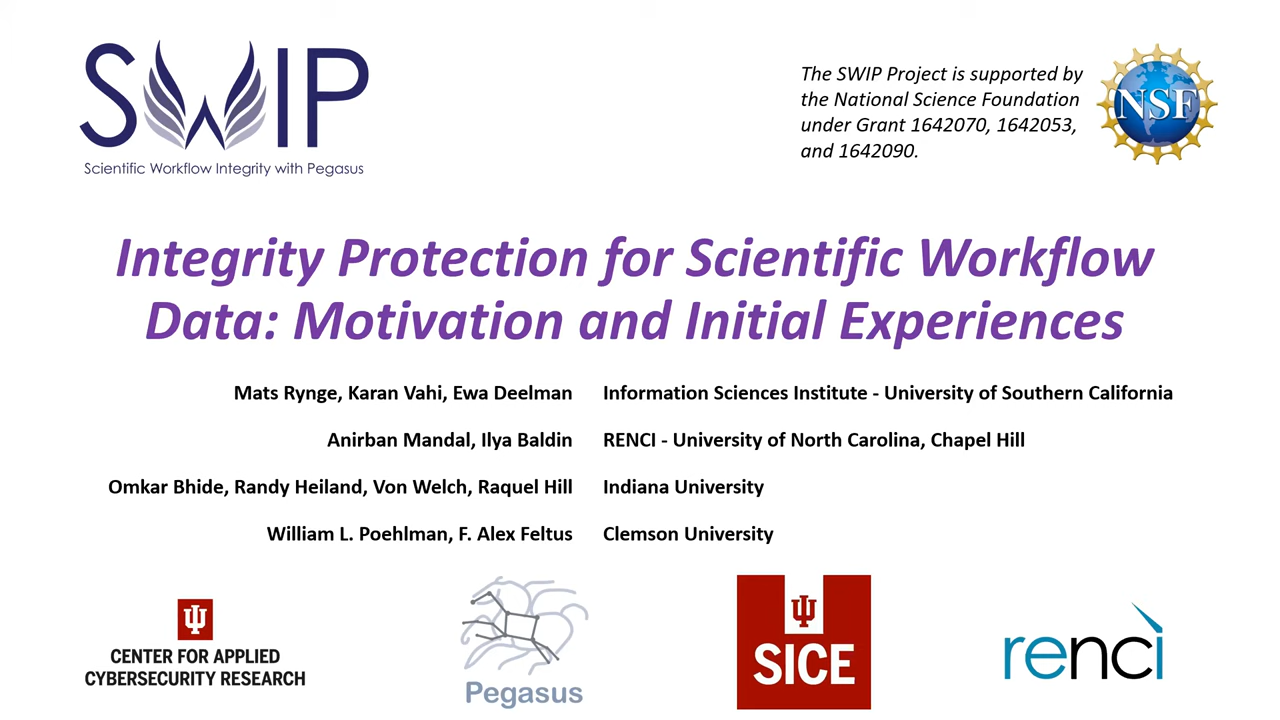 SWIP
Scientific Workflow Integrity with Pegasus
The SWIP Project is supported by
the National Science Foundation
under Grant 1642070, 1642053,
and 1642090.
NSF
Integrity Protection for Scientific Workflow
Data: Motivation and Initial Experiences
Mats Rynge, Karan Vahi, Ewa Deelman Information Sciences Institute - University of Southern California
Anirban Mandal, Ilya Baldin RENCI - University of North Carolina, Chapel Hill
Omkar Bhide, Randy Heiland, Von Welch, Raquel Hill Indiana University
William L. Poehlman, F. Alex Feltus Clemson University
CENTER FOR APPLIED
CYBERSECURITY RESEARCH
Pegasus
SICE
renci